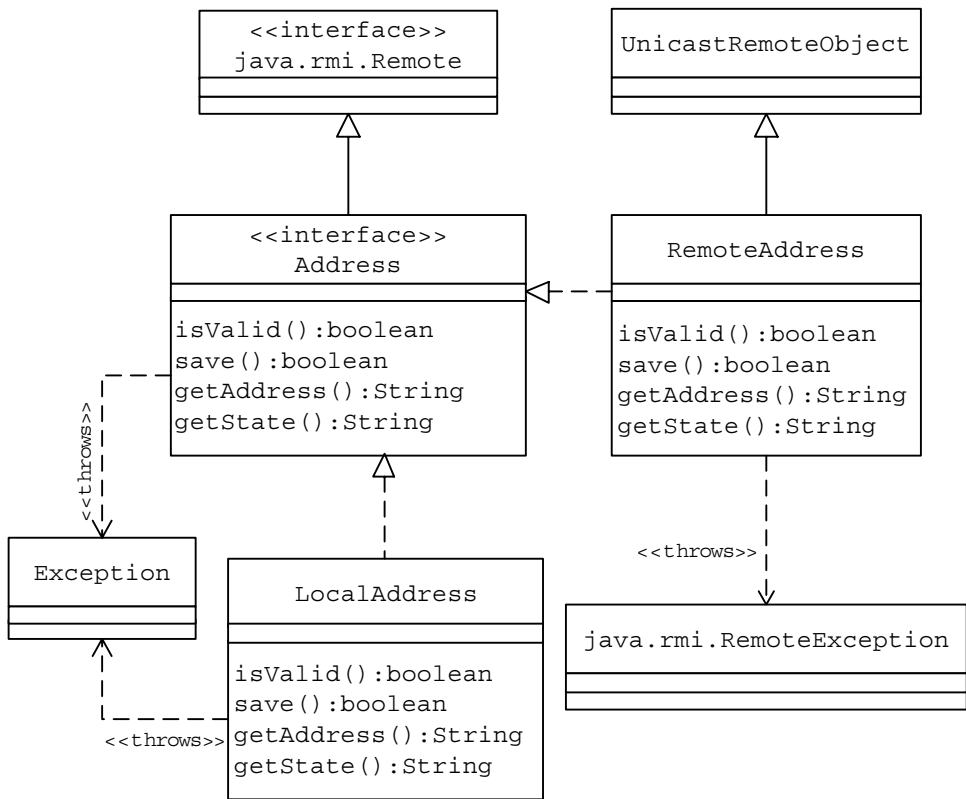 <<interface>>
java.rmi.Remote
UnicastRemoteObject
<<interface>>
Address
isValid():boolean
save():boolean
getAddress():String
getState():String
RemoteAddress
isValid():boolean
save():boolean
getAddress():String
getState():String
<<throws>>
<<throws>>
Exception
LocalAddress
isValid():boolean
save():boolean
getAddress():String
getState():String
java.rmi.RemoteException
<<throws>>